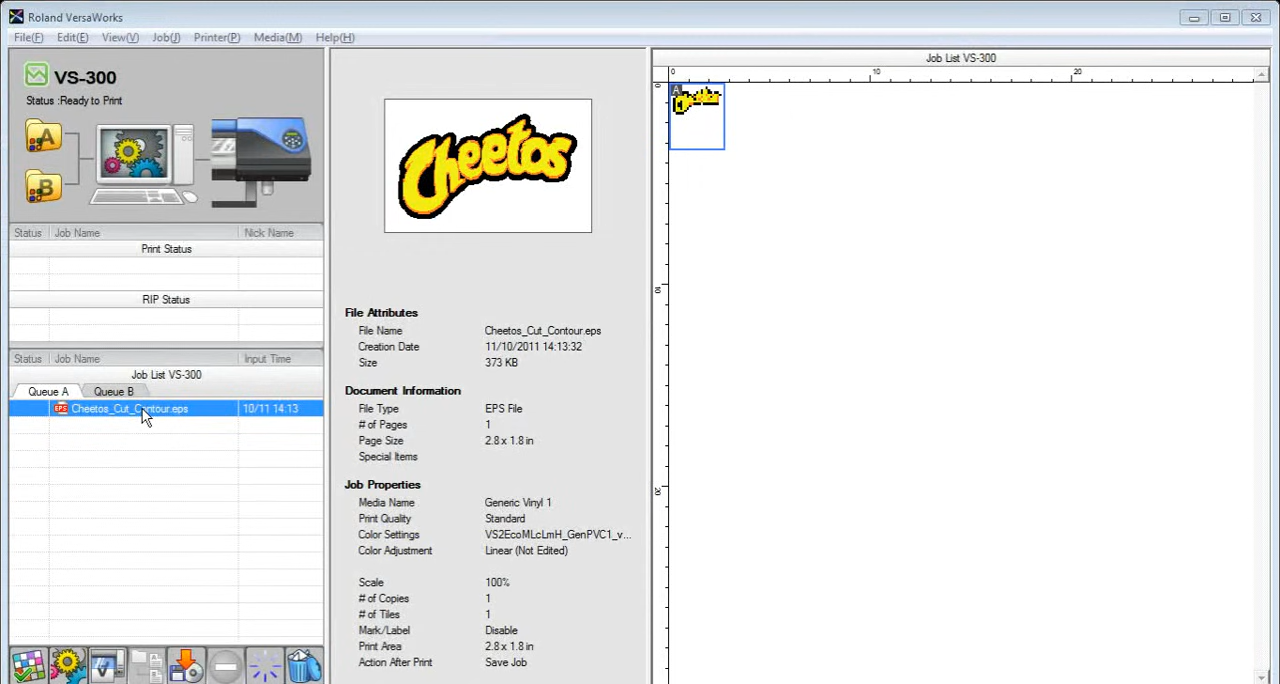 Roland VersaWorks
File(F) Edit(E) View(V) Job(J) Printer(P) Media(M) Help(H)
VS-300
Status :Ready to Print
A
B
Status Job Name Nick Name
Print Status
RIP Status
Status Job Name Input Time
Job List VS-300
Queue A Queue B
EPS Cheetos_Cut_Contour.eps 10/11 14:13
Cheetos
File Attributes
File Name Cheetos_Cut_Contour.eps
Creation Date 11/10/2011 14:13:32
Size 373 KB
Document Information
File Type EPS File
# of Pages 1
Page Size 2.8 x 1.8 in
Special Items
Job Properties
Media Name Generic Vinyl 1
Print Quality Standard
Color Settings VS2EcoMLcLmH_GenPVC1_v...
Color Adjustment Linear (Not Edited)
Scale 100%
# of Copies 1
# of Tiles 1
Mark/Label Disable
Print Area 2.8 x 1.8 in
Action After Print Save Job
Job List VS-300
0 10 20
0
A
10
20